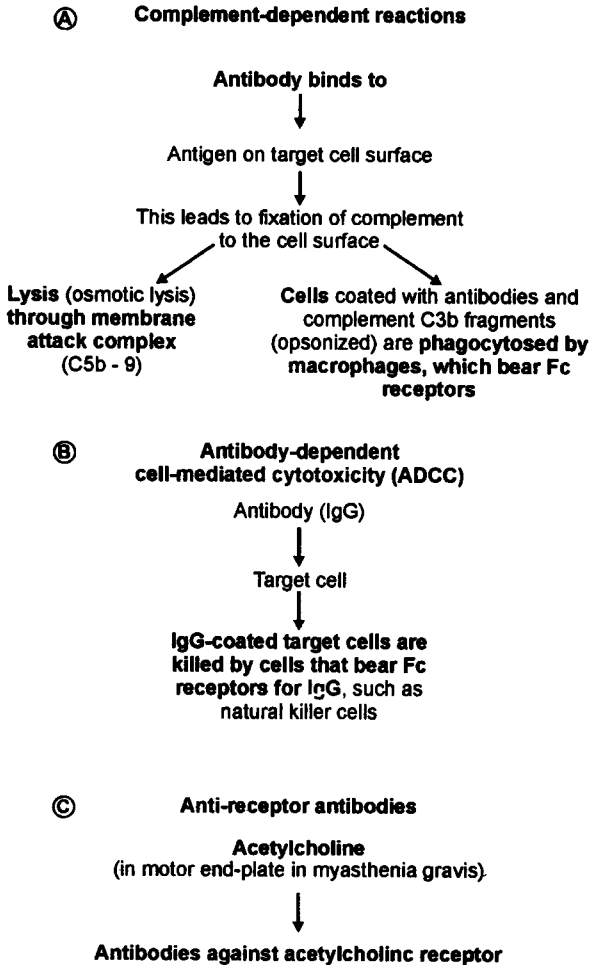 Ⓐ Complement-dependent reactions
Antibody binds to
Antigen on target cell surface
This leads to fixation of complement
to the cell surface
Lysis (osmotic lysis)
through membrane
attack complex
(C5b - 9)
Cells coated with antibodies and
complement C3b fragments
(opsonized) are phagocytosed by
macrophages, which bear Fc
receptors
Ⓑ Antibody-dependent
cell-mediated cytotoxicity (ADCC)
Antibody (IgG)
Target cell
IgG-coated target cells are
killed by cells that bear Fc
receptors for IgG, such as
natural killer cells
Ⓒ Anti-receptor antibodies
Acetylcholine
(in motor end-plate in myasthenia gravis)
Antibodies against acetylcholinc receptor